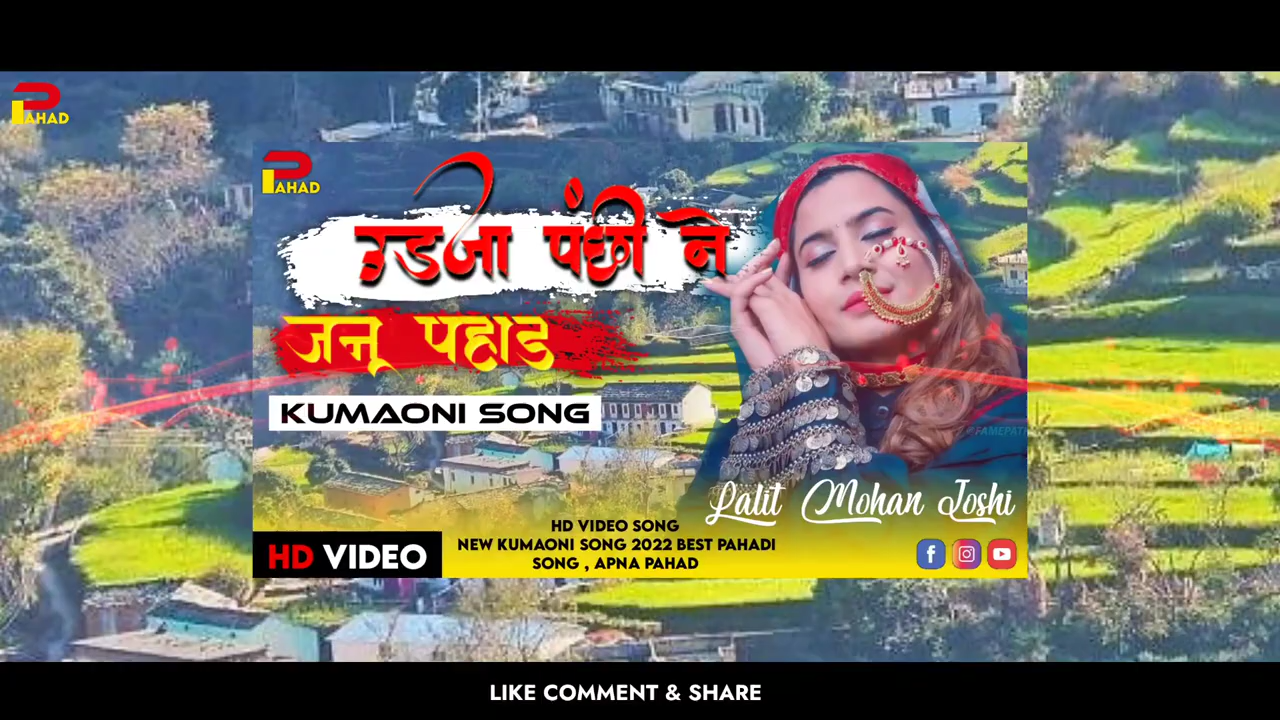 PAHAD
PAHAD
उडजा पंछी ने
जनू पहाड
KUMAONI SONG
@FAMEPATH
Lalit Mohan Joshi
HD VIDEO SONG
NEW KUMAONI SONG 2022 BEST PAHADI
SONG , APNA PAHAD
HD VIDEO
LIKE COMMENT & SHARE